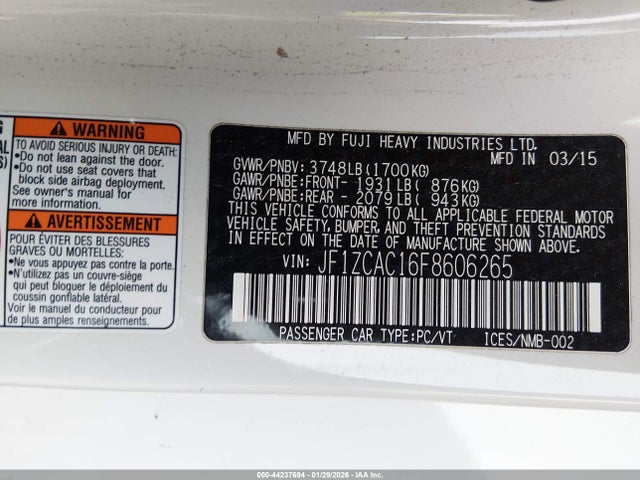 WARNING
TO AVOID SERIOUS INJURY OR DEATH:
•Do not lean against the door.
•Do not use seat covers that
block side airbag deployment.
See owner's manual for
more information.
AVERTISSEMENT
POUR ÉVITER DES BLESSURES
GRAVES OU MORTELLES:
•Ne pas s'appuyer sur la porte.
•N'utilisez pas un couvre-siège
qui peut bloquer le déploiement du
coussin gonflable latéral.
Voir le manuel du conducteur de
pour plus d'informations.
MFD BY FUJI HEAVY INDUSTRIES LTD.
MFD IN 03/15
GVWR/PNBV: 3748LB(1700KG)
GAWR/PNBE:FRONT- 1931LB( 876KG)
GAWR/PNBE:REAR - 2079LB( 943KG)
THIS VEHICLE CONFORMS TO ALL APPLICABLE FEDERAL MOTOR
VEHICLE SAFETY, BUMPER, AND THEFT PREVENTION STANDARDS
IN EFFECT ON THE DATE OF MANUFACTURE SHOWN ABOVE.
VIN: JF1ZCAC16F8606265
PASSENGER CAR TYPE:PC/VT ICES/NMB-002
000-44237694 - 01/29/2026 - IAA Inc.